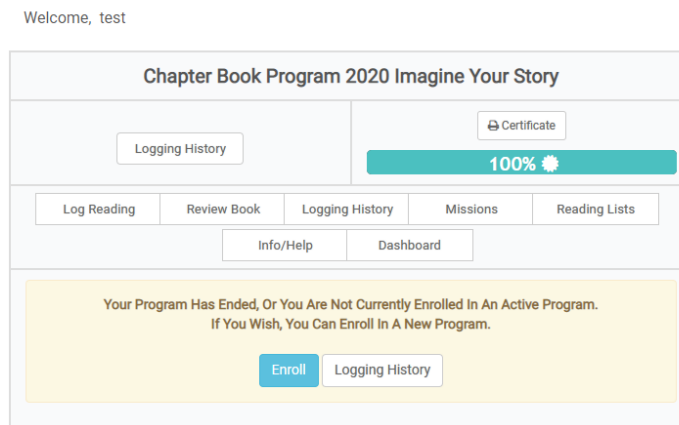 Welcome, test
Chapter Book Program 2020 Imagine Your Story
Certificate
Logging History
100%
Log Reading Review Book Logging History Missions Reading Lists
Info/Help Dashboard
Your Program Has Ended, Or You Are Not Currently Enrolled In An Active Program.
If You Wish, You Can Enroll In A New Program.
Enroll Logging History